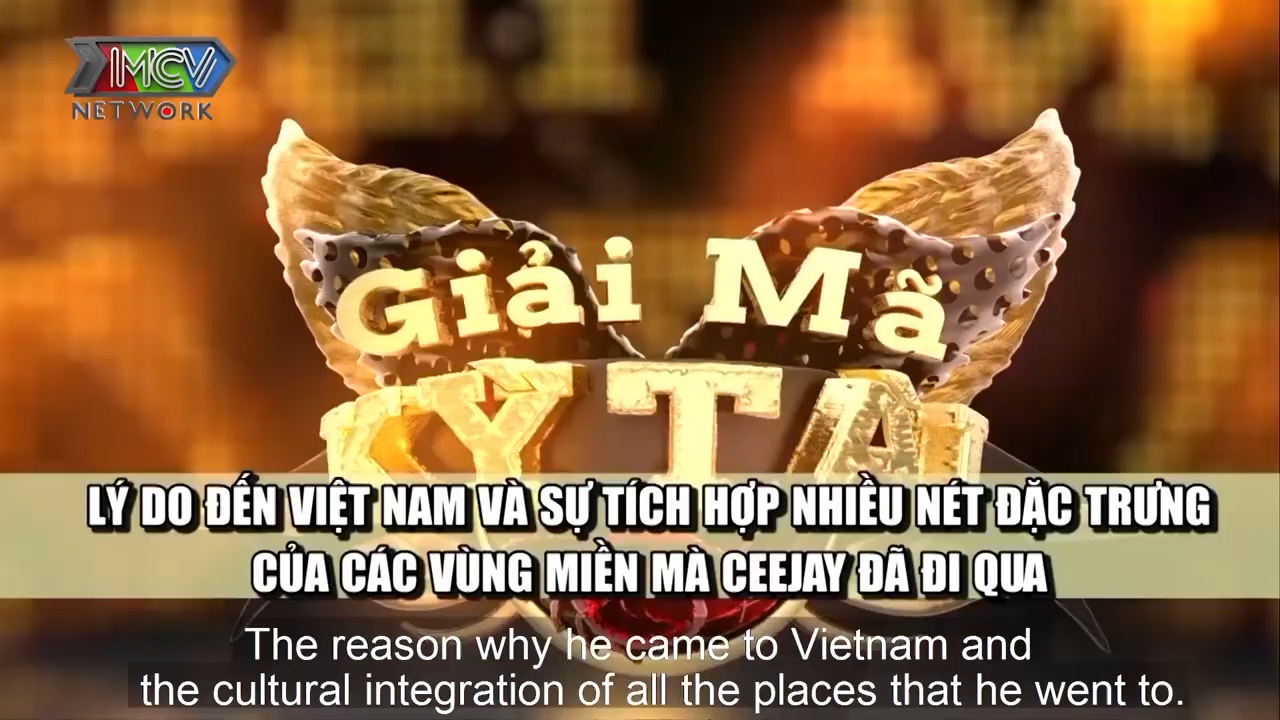 MCV
NETWORK
Giải Mã
KỲ TÀI
LÝ DO ĐẾN VIỆT NAM VÀ SỰ TÍCH HỢP NHIỀU NÉT ĐẶC TRƯNG
CỦA CÁC VÙNG MIỀN MÀ CEEJAY ĐÃ ĐI QUA
The reason why he came to Vietnam and
the cultural integration of all the places that he went to.